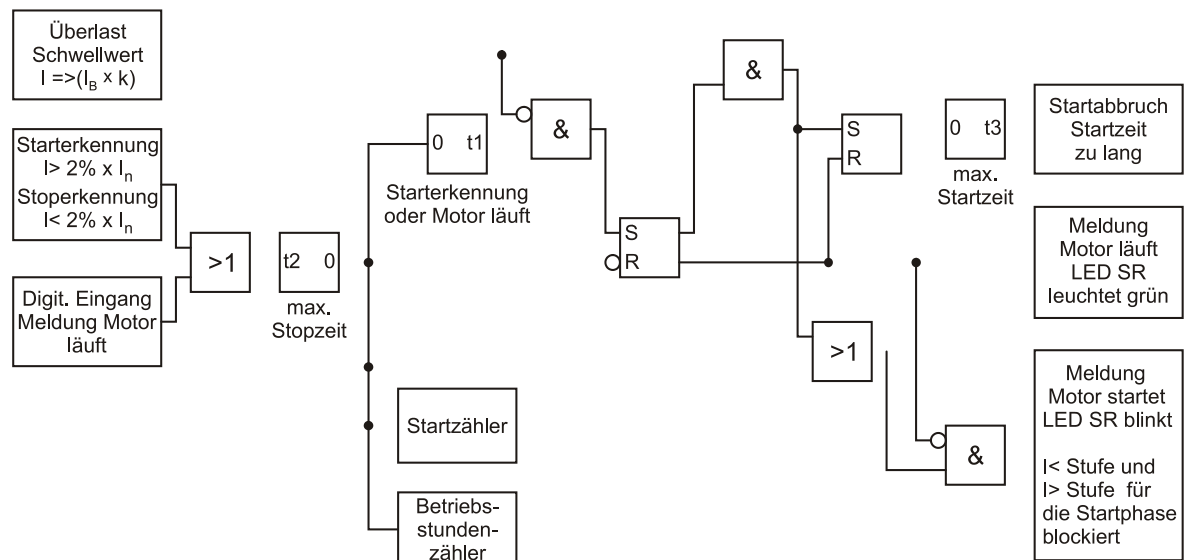 Überlast
Schwellwert
I =>(I_B x k)
Starterkennung
I> 2% x I_n
Stoperkennung
I< 2% x I_n
Digit. Eingang
Meldung Motor
läuft
>1
t2 0
max.
Stopzeit
0 t1
Starterkennung
oder Motor läuft
Startzähler
Betriebs-
stunden-
zähler
&
S
R
&
S
R
>1
0 t3
max.
Startzeit
&
Startabbruch
Startzeit
zu lang
Meldung
Motor läuft
LED SR
leuchtet grün
Meldung
Motor startet
LED SR blinkt
I< Stufe und
I> Stufe für
die Startphase
blockiert